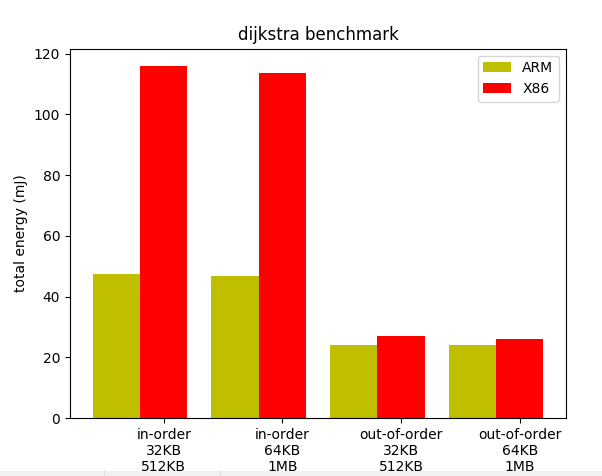 dijkstra benchmark
120
100
80
60
40
20
0
total energy (mJ)
ARM
X86
in-order
32KB
512KB
in-order
64KB
1MB
out-of-order
32KB
512KB
out-of-order
64KB
1MB